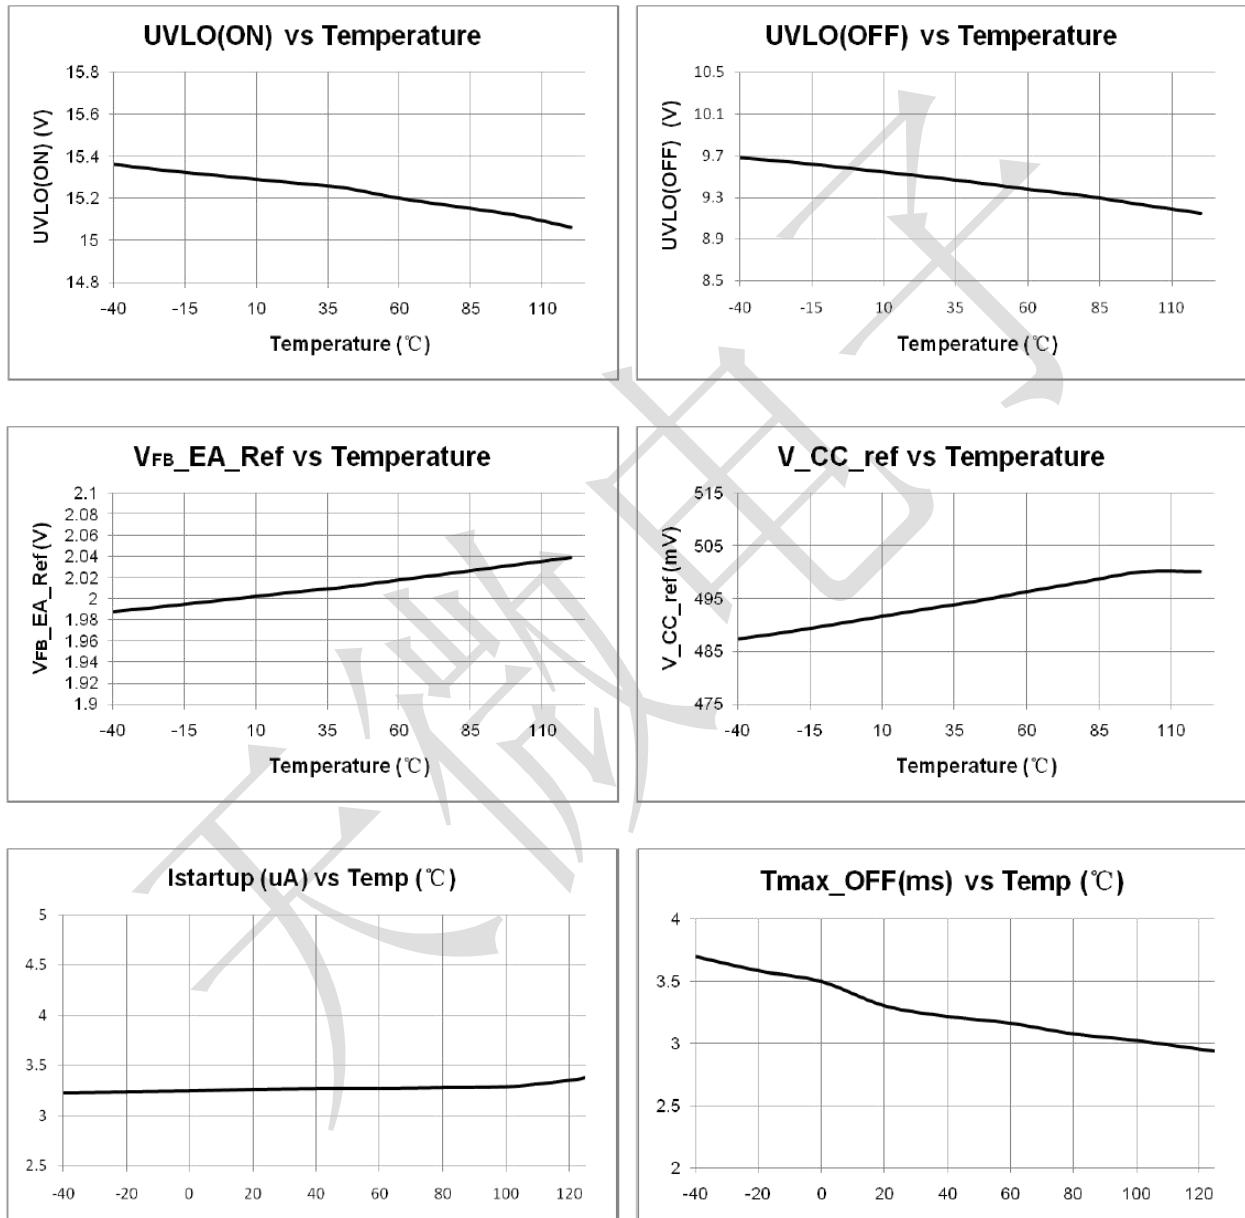 UVLO(ON) vs Temperature
15.8
15.6
15.4
15.2
15
14.8
UVLO(ON) (V)
-40 -15 10 35 60 85 110
Temperature (℃)
UVLO(OFF) vs Temperature
10.5
10.1
9.7
9.3
8.9
8.5
UVLO(OFF) (V)
-40 -15 10 35 60 85 110
Temperature (℃)
VFB_EA_Ref vs Temperature
2.1
2.08
2.06
2.04
2.02
2
1.98
1.96
1.94
1.92
1.9
VFB_EA_Ref (V)
-40 -15 10 35 60 85 110
Temperature (℃)
V_CC_ref vs Temperature
515
505
495
485
475
V_CC_ref (mV)
-40 -15 10 35 60 85 110
Temperature (℃)
Istartup (uA) vs Temp (℃)
5
4.5
4
3.5
3
2.5
-40 -20 0 20 40 60 80 100 120
Tmax_OFF(ms) vs Temp (℃)
4
3.5
3
2.5
2
-40 -20 0 20 40 60 80 100 120
天微电子